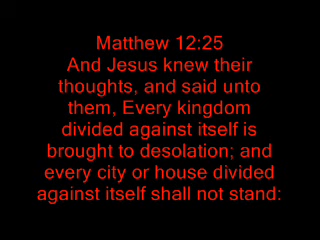 Matthew 12:25
And Jesus knew their
thoughts, and said unto
them, Every kingdom
divided against itself is
brought to desolation; and
every city or house divided
against itself shall not stand: